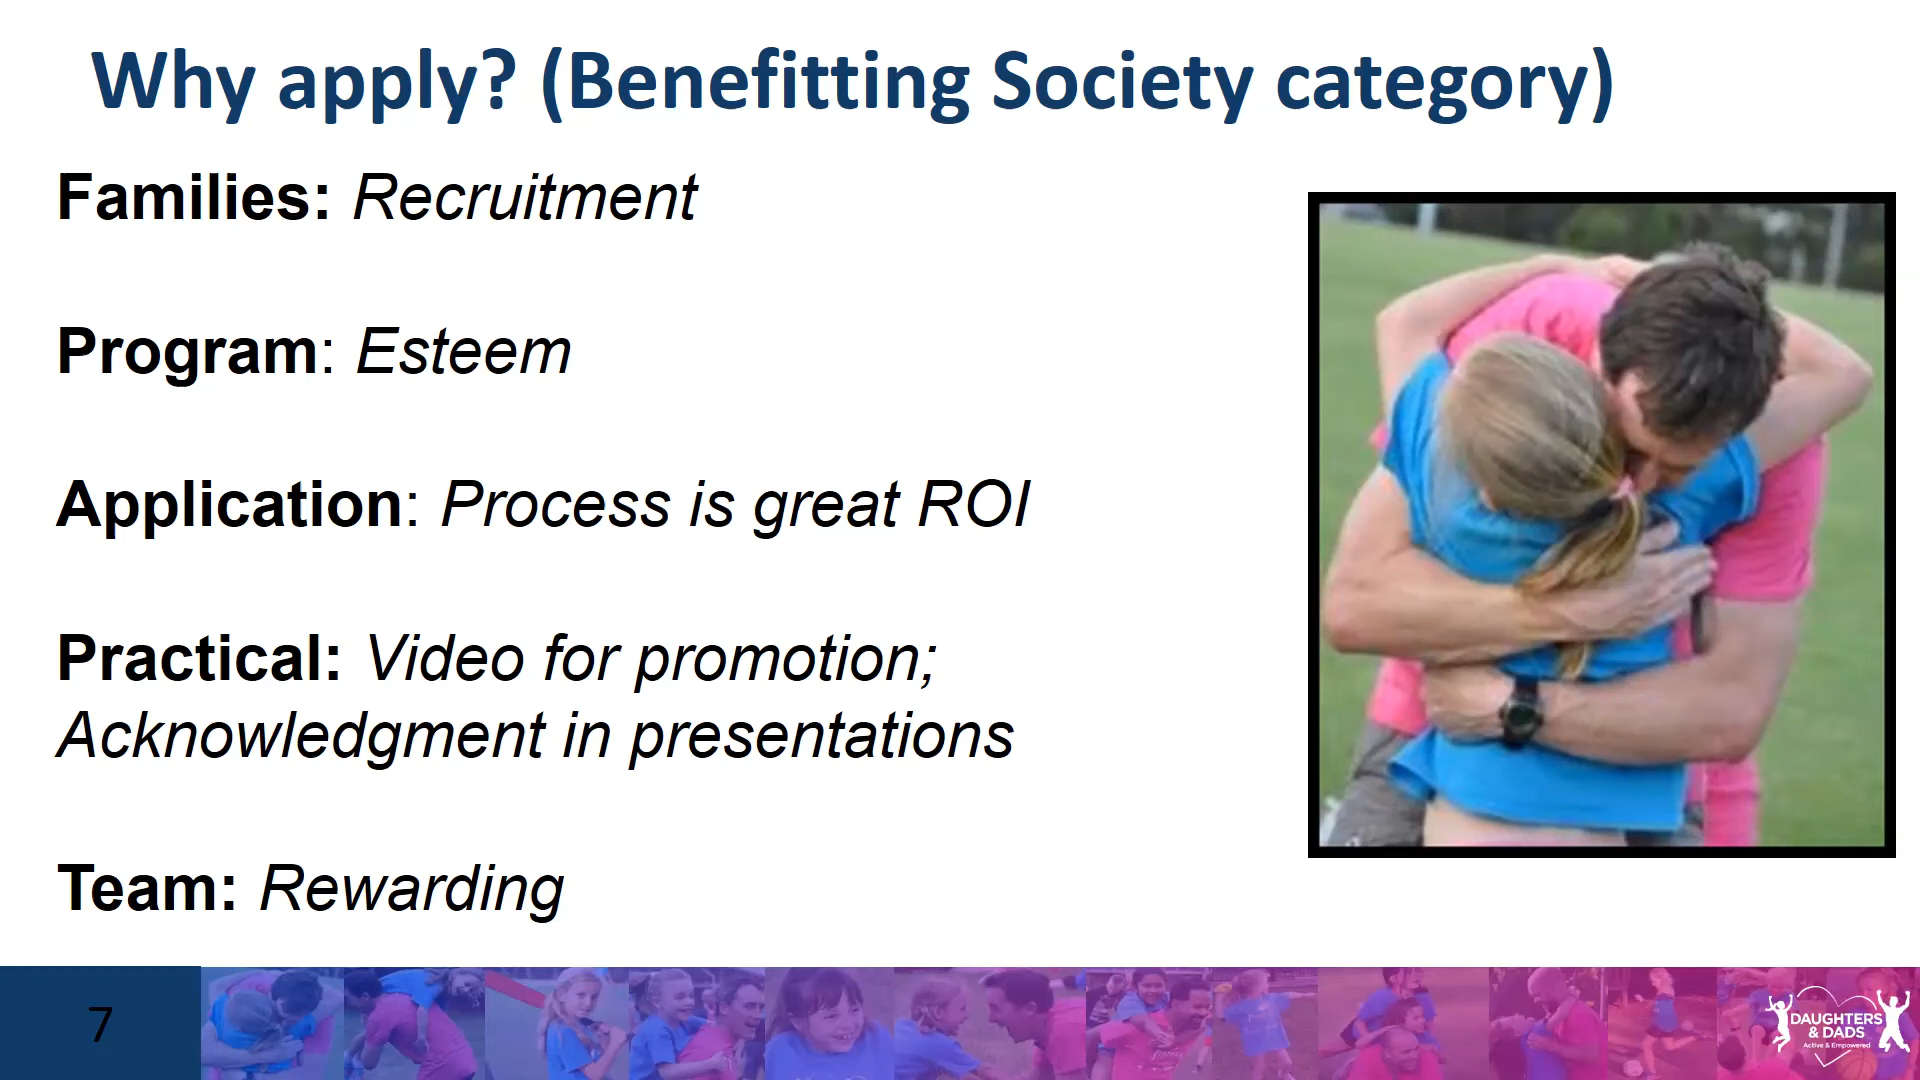 Why apply? (Benefitting Society category)
Families: Recruitment
Program: Esteem
Application: Process is great ROI
Practical: Video for promotion;
Acknowledgment in presentations
Team: Rewarding
7
DAUGHTERS
& DADS
Active & Empowered